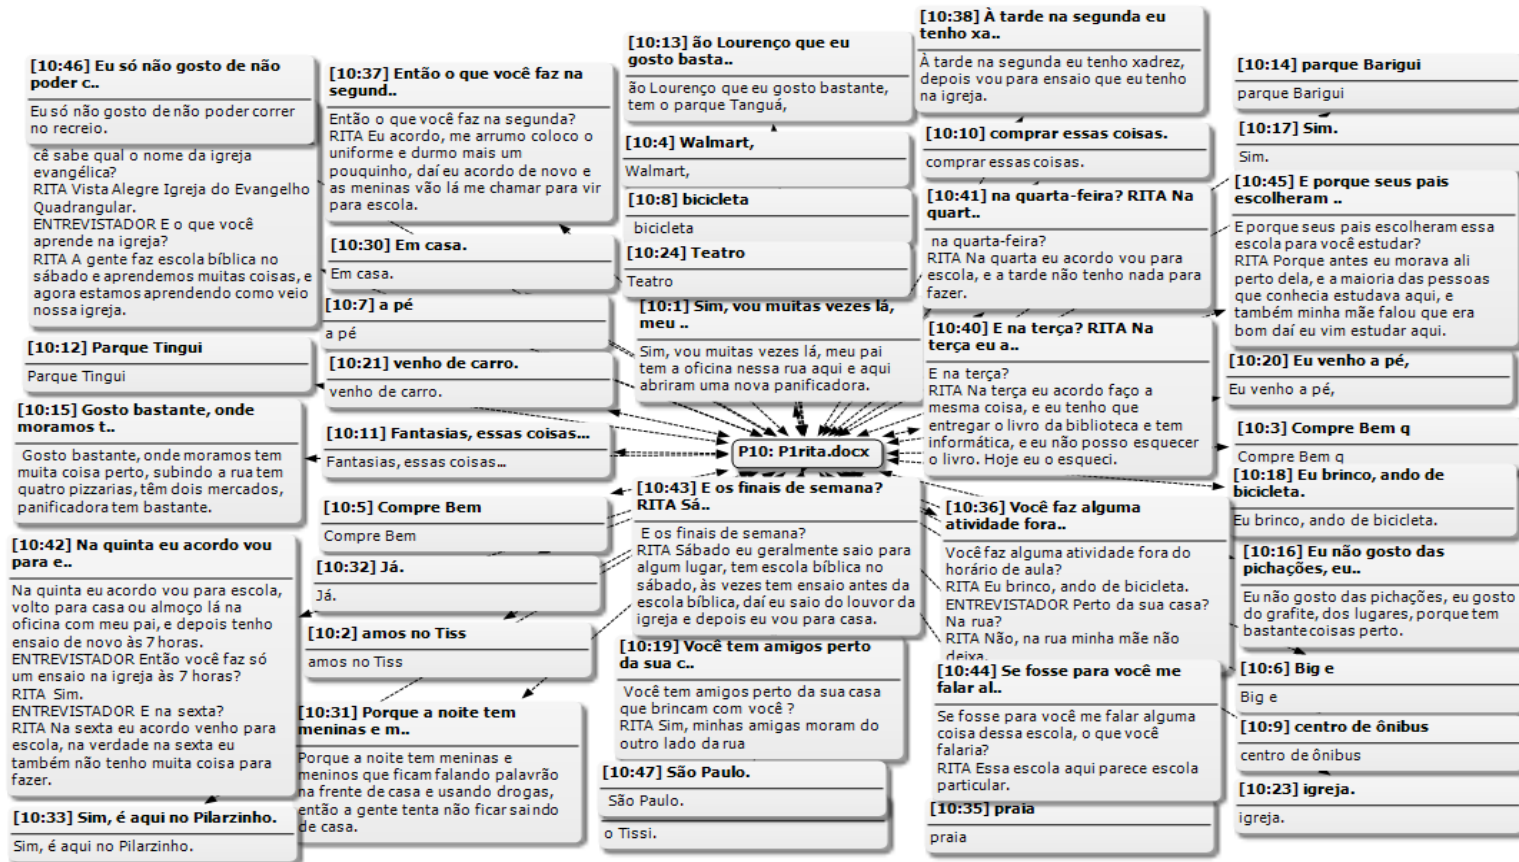 [10:46] Eu só não gosto de não
poder c..
Eu só não gosto de não poder correr
no recreio.
cê sabe qual o nome da igreja
evangélica?
RITA Vista Alegre Igreja do Evangelho
Quadrangular.
ENTREVISTADOR E o que você
aprende na igreja?
RITA A gente faz escola bíblica no
sábado e aprendemos muitas coisas, e
agora estamos aprendendo como veio
nossa igreja.
[10:12] Parque Tingui
Parque Tingui
[10:15] Gosto bastante, onde
moramos t..
Gosto bastante, onde moramos tem
muita coisa perto, subindo a rua tem
quatro pizzarias, têm dois mercados,
panificadora tem bastante.
[10:42] Na quinta eu acordo vou
para e..
Na quinta eu acordo vou para escola,
volto para casa ou almoço lá na
oficina com meu pai, e depois tenho
ensaio de novo às 7 horas.
ENTREVISTADOR Então você faz só
um ensaio na igreja às 7 horas?
RITA Sim.
ENTREVISTADOR E na sexta?
RITA Na sexta eu acordo venho para
escola, na verdade na sexta eu
também não tenho muita coisa para
fazer.
[10:33] Sim, é aqui no Pilarzinho.
Sim, é aqui no Pilarzinho.
[10:37] Então o que você faz na
segund..
Então o que você faz na segunda?
RITA Eu acordo, me arrumo coloco o
uniforme e durmo mais um
pouquinho, daí eu acordo de novo e
as meninas vão lá me chamar para vir
para escola.
[10:30] Em casa.
Em casa.
[10:7] a pé
a pé
[10:21] venho de carro.
venho de carro.
[10:11] Fantasias, essas coisas...
Fantasias, essas coisas...
[10:5] Compre Bem
Compre Bem
[10:32] Já.
Já.
[10:2] amos no Tiss
amos no Tiss
[10:31] Porque a noite tem
meninas e m..
Porque a noite tem meninas e
meninos que ficam falando palavrão
na frente de casa e usando drogas,
então a gente tenta não ficar saindo
de casa.
[10:13] ão Lourenço que eu
gosto basta..
ão Lourenço que eu gosto bastante,
tem o parque Tanguá,
[10:4] Walmart,
Walmart,
[10:8] bicicleta
bicicleta
[10:24] Teatro
Teatro
[10:1] Sim, vou muitas vezes lá,
meu ..
Sim, vou muitas vezes lá, meu pai
tem a oficina nessa rua aqui e aqui
abriram uma nova panificadora.
P10: P1rita.docx
[10:43] E os finais de semana?
RITA Sá..
E os finais de semana?
RITA Sábado eu geralmente saio para
algum lugar, tem escola bíblica no
sábado, às vezes tem ensaio antes da
escola bíblica, daí eu saio do louvor da
igreja e depois eu vou para casa.
[10:19] Você tem amigos perto
da sua c..
Você tem amigos perto da sua casa
que brincam com você ?
RITA Sim, minhas amigas moram do
outro lado da rua
[10:47] São Paulo.
São Paulo.
o Tissi.
[10:38] À tarde na segunda eu
tenho xa..
À tarde na segunda eu tenho xadrez,
depois vou para ensaio que eu tenho
na igreja.
[10:10] comprar essas coisas.
comprar essas coisas.
[10:41] na quarta-feira? RITA Na
quart..
na quarta-feira?
RITA Na quarta eu acordo vou para
escola, e a tarde não tenho nada para
fazer.
[10:40] E na terça? RITA Na
terça eu a..
E na terça?
RITA Na terça eu acordo faço a
mesma coisa, e eu tenho que
entregar o livro da biblioteca e tem
informática, e eu não posso esquecer
o livro. Hoje eu o esqueci.
[10:36] Você faz alguma
atividade fora..
Você faz alguma atividade fora do
horário de aula?
RITA Eu brinco, ando de bicicleta.
ENTREVISTADOR Perto da sua casa?
Na rua?
RITA Não, na rua minha mãe não
deixa.
[10:44] Se fosse para você me
falar al..
Se fosse para você me falar alguma
coisa dessa escola, o que você
falaria?
RITA Essa escola aqui parece escola
particular.
[10:35] praia
praia
[10:14] parque Barigui
parque Barigui
[10:17] Sim.
Sim.
[10:45] E porque seus pais
escolheram ..
E porque seus pais escolheram essa
escola para você estudar?
RITA Porque antes eu morava ali
perto dela, e a maioria das pessoas
que conhecia estudava aqui, e
também minha mãe falou que era
bom daí eu vim estudar aqui.
[10:20] Eu venho a pé,
Eu venho a pé,
[10:3] Compre Bem q
Compre Bem q
[10:18] Eu brinco, ando de
bicicleta.
Eu brinco, ando de bicicleta.
[10:16] Eu não gosto das
pichações, eu..
Eu não gosto das pichações, eu gosto
do grafite, dos lugares, porque tem
bastante coisas perto.
[10:6] Big e
Big e
[10:9] centro de ônibus
centro de ônibus
[10:23] igreja.
igreja.